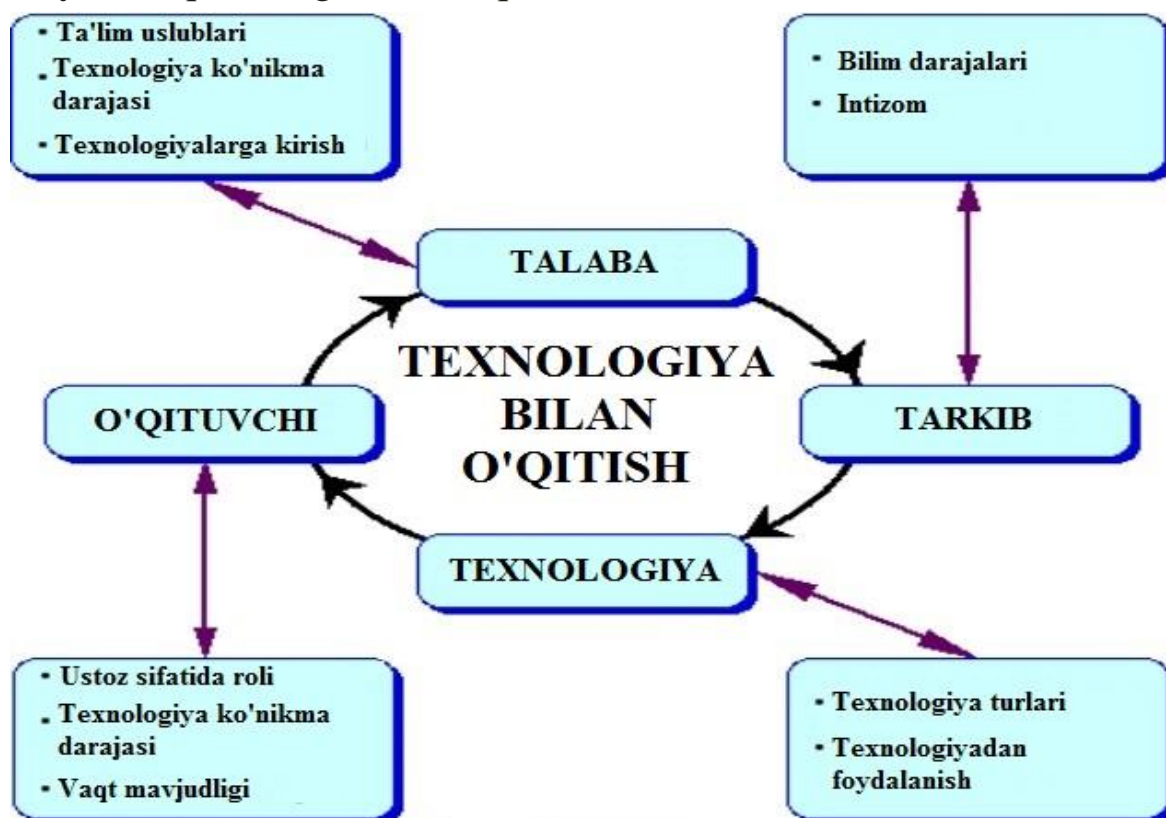 • Ta'lim uslublari
• Texnologiya ko'nikma
darajasi
• Texnologiyalarga kirish
• Bilim darajalari
• Intizom
TALABA
TEXNOLOGIYA
BILAN
O'QITISH
O'QITUVCHI
TARKIB
TEXNOLOGIYA
• Ustoz sifatida roli
• Texnologiya ko'nikma
darajasi
• Vaqt mavjudligi
• Texnologiya turlari
• Texnologiyadan
foydalanish